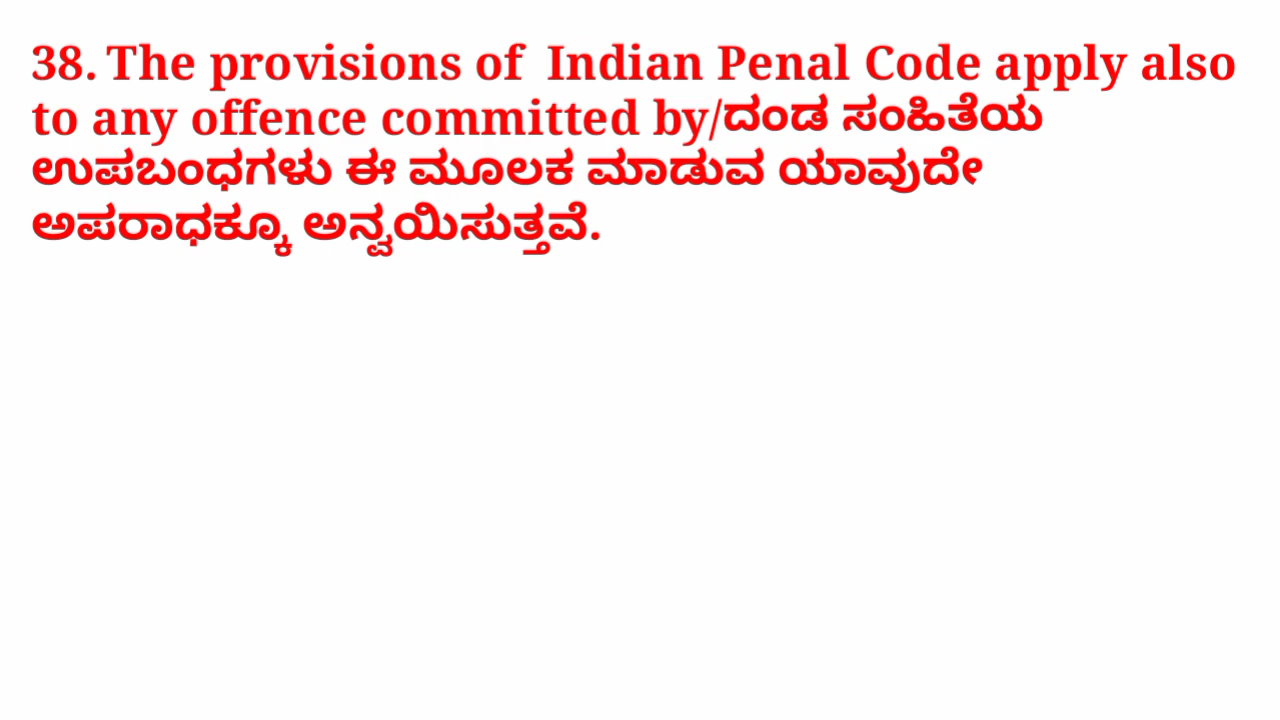 38. The provisions of  Indian Penal Code apply also
to any offence committed by/ದಂಡ ಸಂಹಿತೆಯ
ಉಪಬಂಧಗಳು ಈ ಮೂಲಕ ಮಾಡುವ ಯಾವುದೇ
ಅಪರಾಧಕ್ಕೂ ಅನ್ವಯಿಸುತ್ತವೆ.